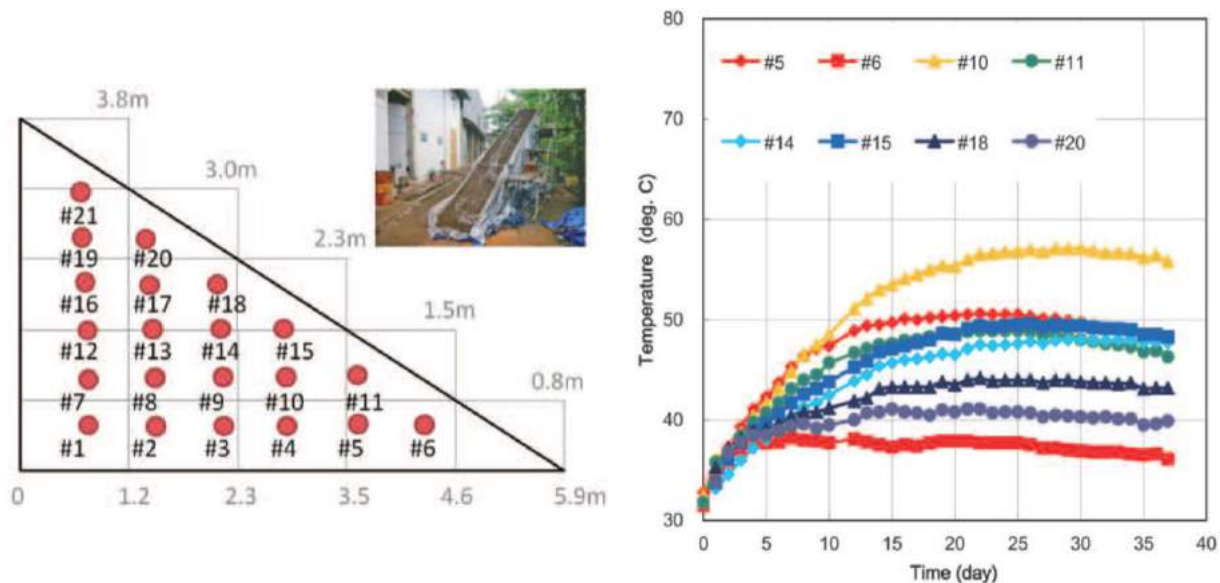 3.8m
3.0m
2.3m
1.5m
0.8m
#21
#19 #20
#16 #17 #18
#12 #13 #14 #15
#7 #8 #9 #10 #11
#1 #2 #3 #4 #5 #6
0 1.2 2.3 3.5 4.6 5.9m
80
70
60
50
40
30
Temperature (deg. C)
#5 #6 #10 #11
#14 #15 #18 #20
0 5 10 15 20 25 30 35 40
Time (day)